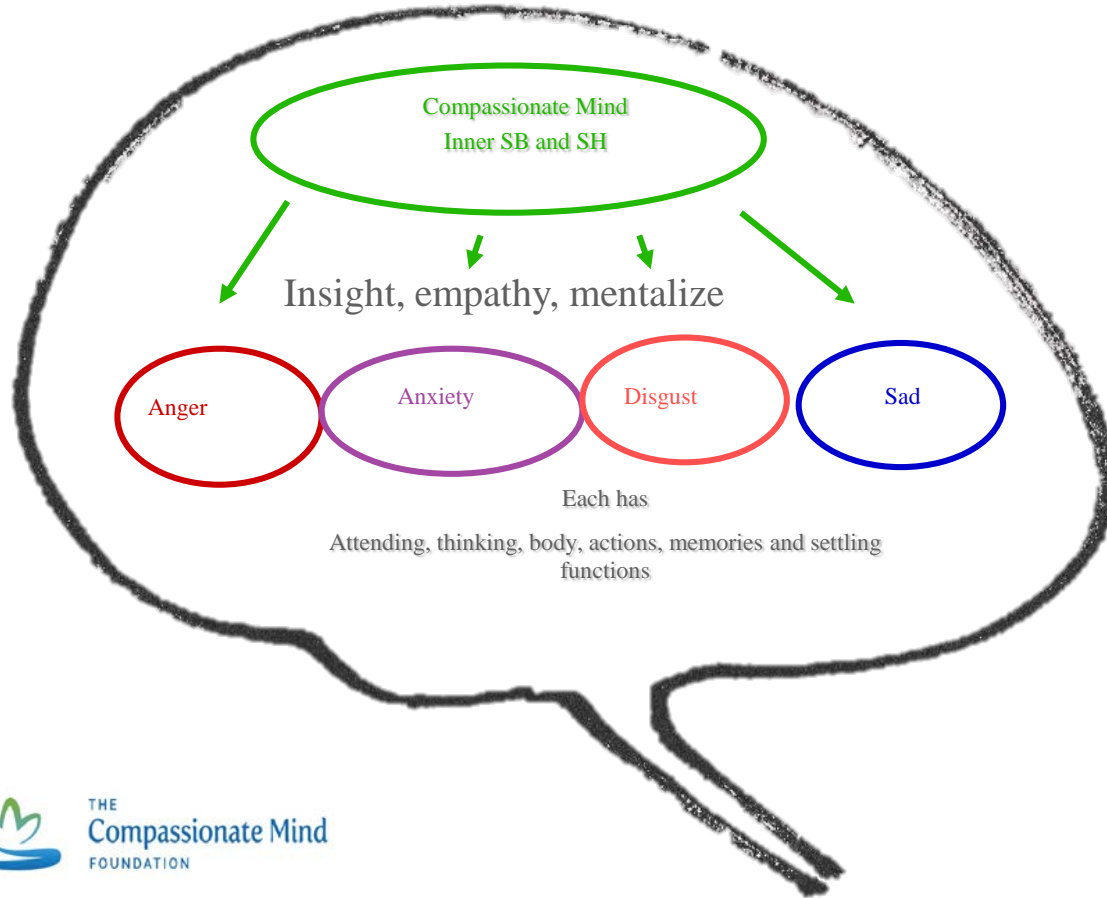 Compassionate Mind
Inner SB and SH
Insight, empathy, mentalize
Anger
Anxiety
Disgust
Sad
Each has
Attending, thinking, body, actions, memories and settling
functions
THE
Compassionate Mind
FOUNDATION